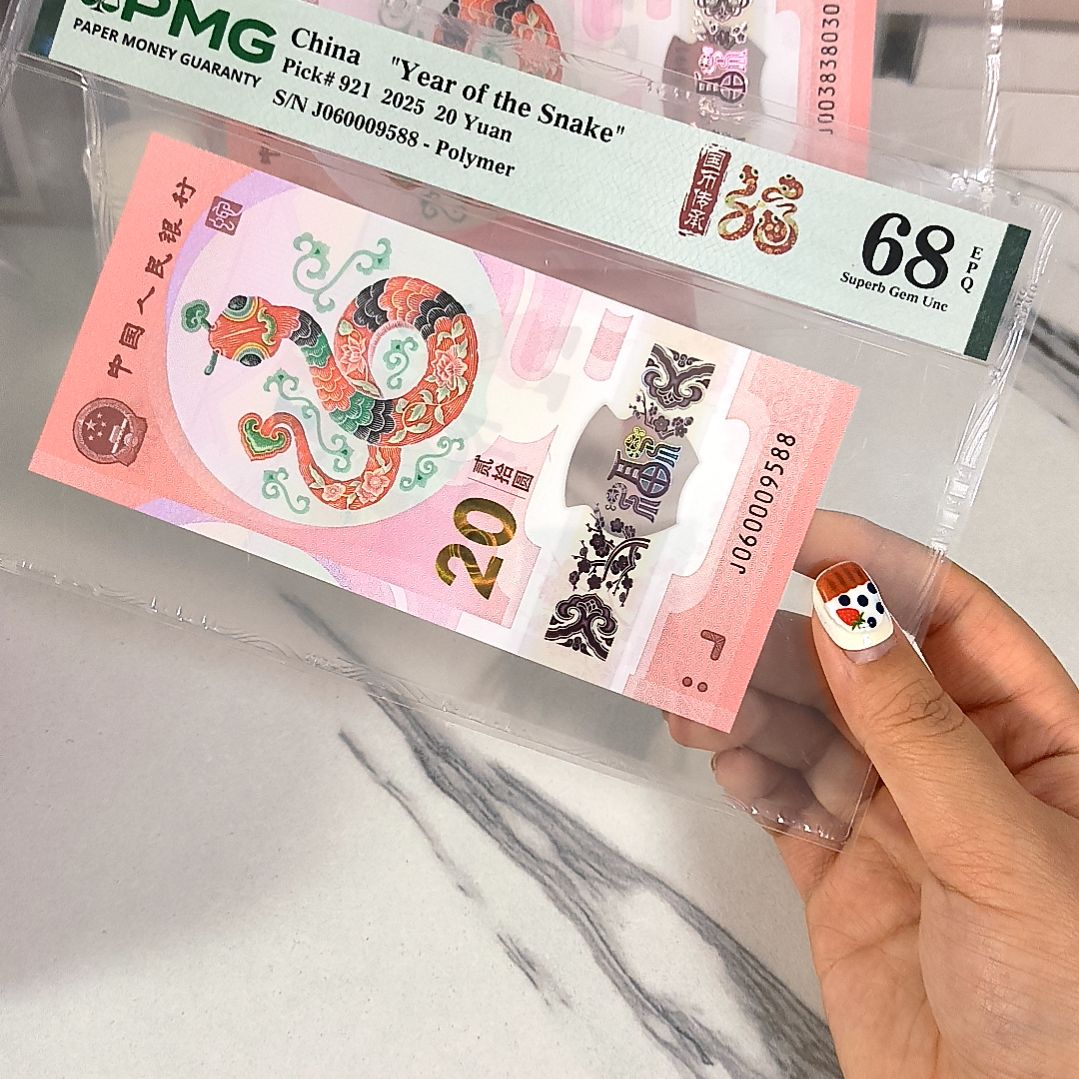 J003838030
PMG
PAPER MONEY GUARANTY
China "Year of the Snake"
Pick# 921 2025 20 Yuan
S/N J060009588 - Polymer
国币传承
福
68
EPQ
Superb Gem Unc
中国人民银行
贰拾圆
20
J060009588